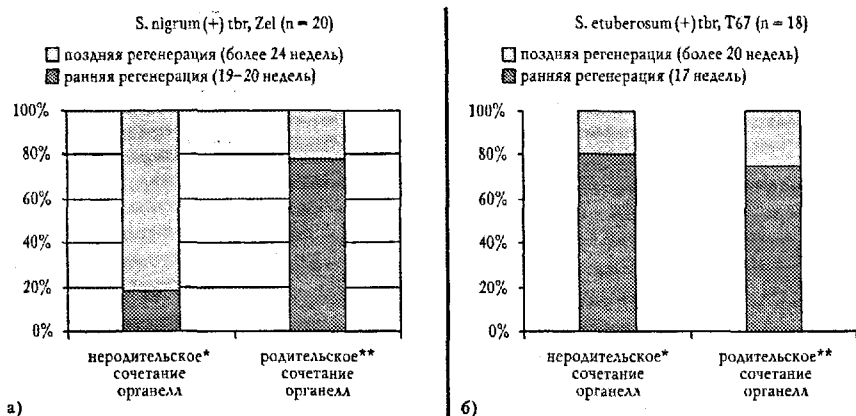 S. nigrum (+) tbr, Zel (n = 20)
поздняя регенерация (более 24 недель)
ранняя регенерация (19–20 недель)
100%
80%
60%
40%
20%
0%
неродительское*
сочетание
органелл
родительское**
сочетание
органелл
а)
S. etuberosum (+) tbr, T67 (n = 18)
поздняя регенерация (более 20 недель)
ранняя регенерация (17 недель)
100%
80%
60%
40%
20%
0%
неродительское*
сочетание
органелл
родительское**
сочетание
органелл
б)